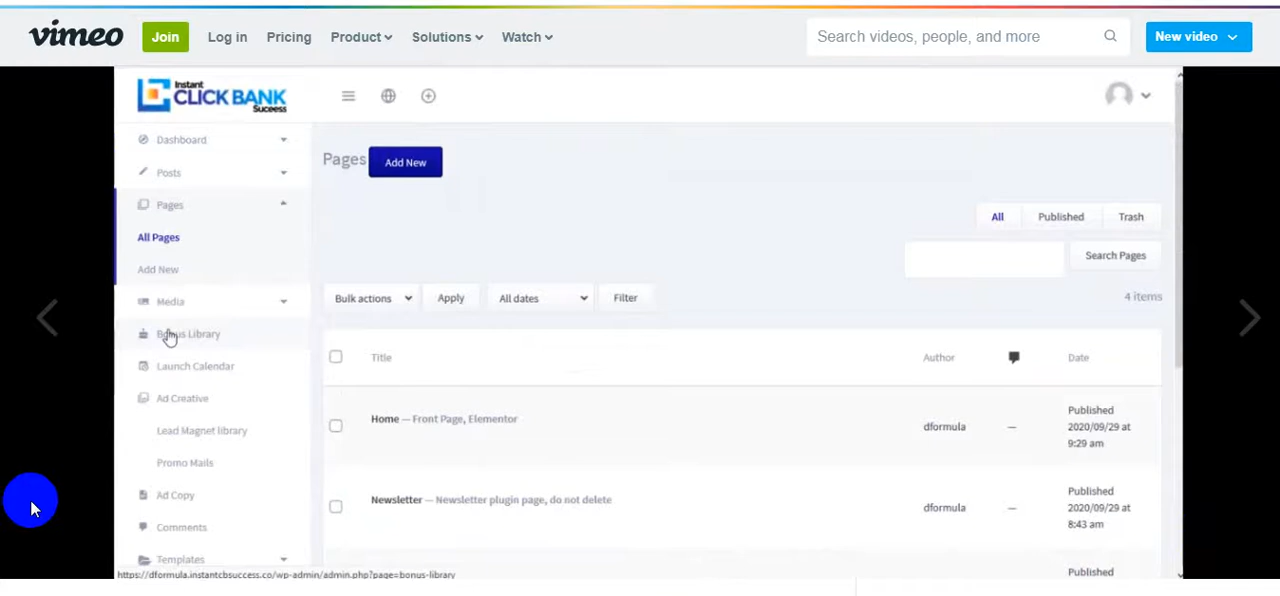 vimeo Join Log in Pricing Product Solutions Watch Search videos, people, and more New video
Instant
CLICK BANK
Success
Dashboard
Posts
Pages
All Pages
Add New
Media
Bonus Library
Launch Calendar
Ad Creative
Lead Magnet library
Promo Mails
Ad Copy
Comments
Templates
https://dformula.instantcbsuccess.co/wp-admin/admin.php?page=bonus-library
Pages Add New
All Published Trash
Search Pages
Bulk actions Apply All dates Filter 4 items
Title Author Date
Home — Front Page, Elementor dformula — Published
2020/09/29 at
9:29 am
Newsletter — Newsletter plugin page, do not delete dformula — Published
2020/09/29 at
8:43 am
Published